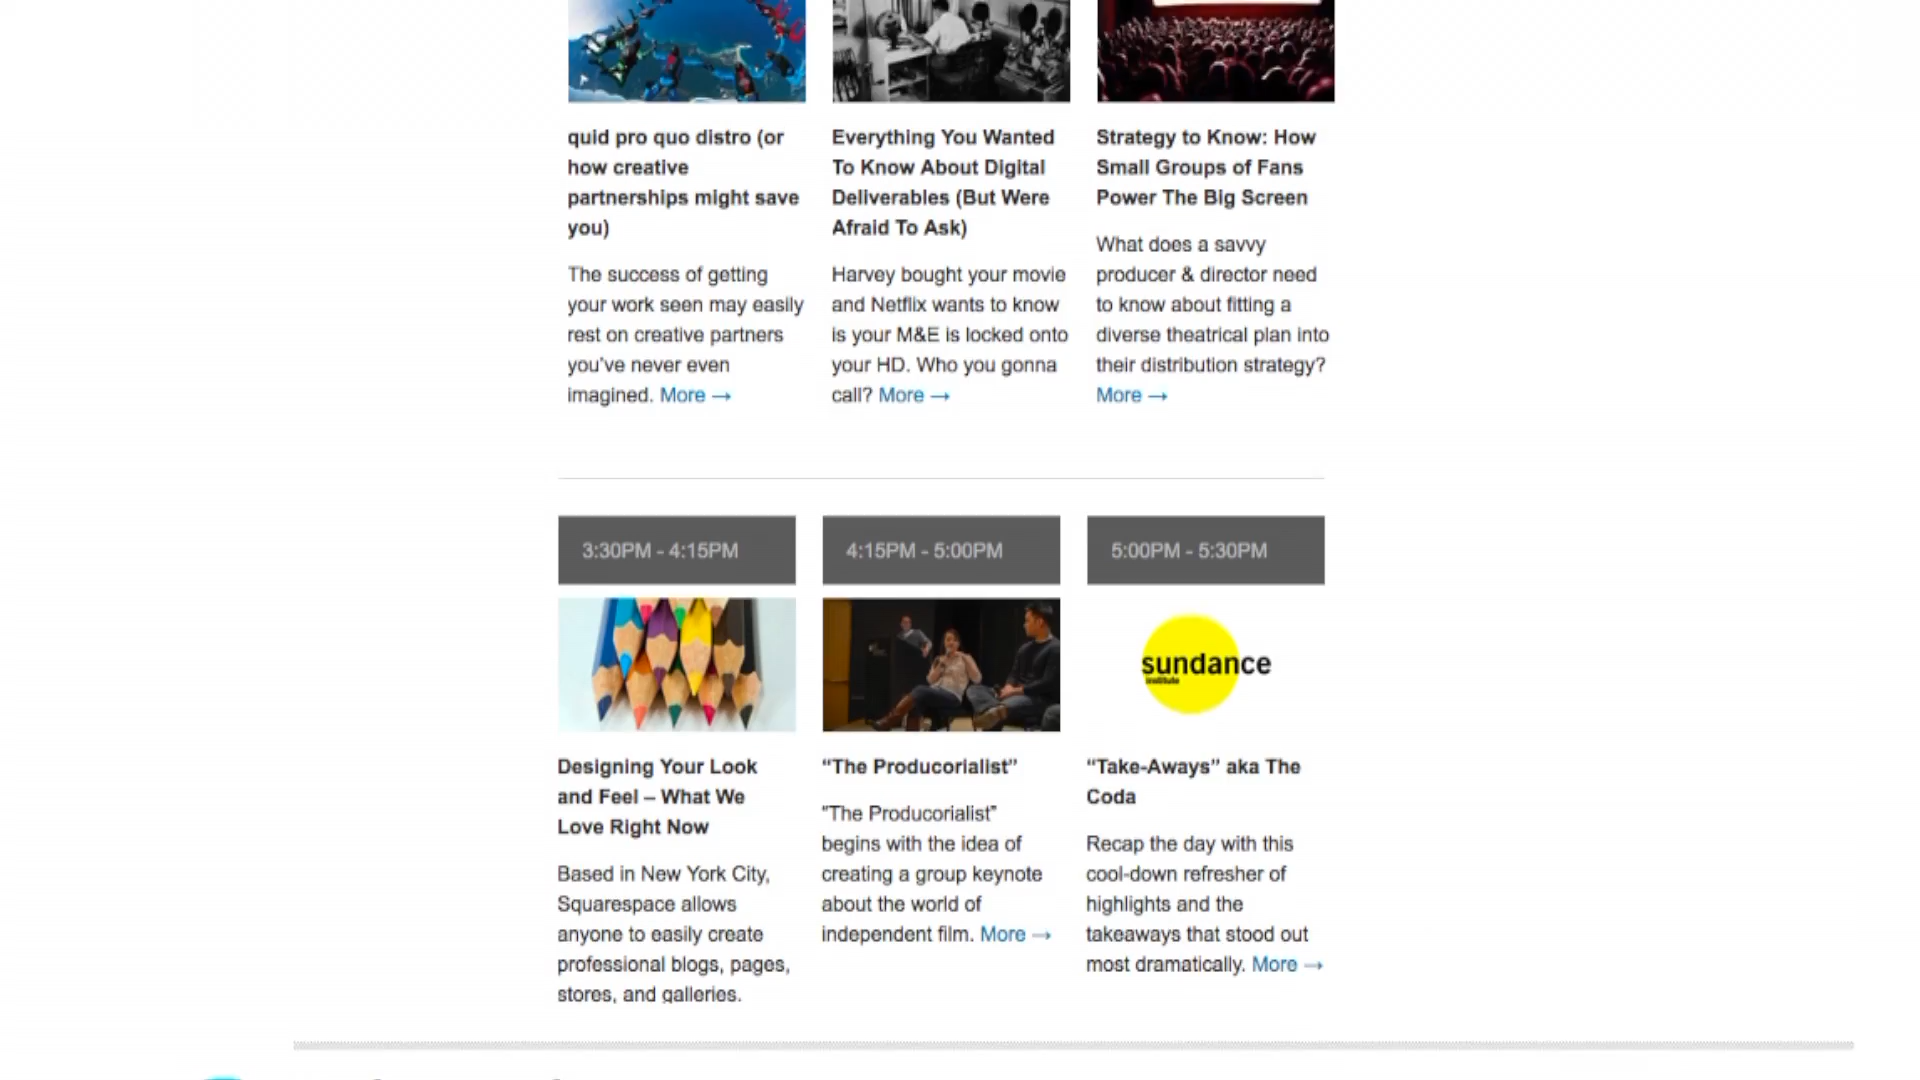 quid pro quo distro (or
how creative
partnerships might save
you)
The success of getting
your work seen may easily
rest on creative partners
you've never even
imagined. More →
Everything You Wanted
To Know About Digital
Deliverables (But Were
Afraid To Ask)
Harvey bought your movie
and Netflix wants to know
is your M&E is locked onto
your HD. Who you gonna
call? More →
Strategy to Know: How
Small Groups of Fans
Power The Big Screen
What does a savvy
producer & director need
to know about fitting a
diverse theatrical plan into
their distribution strategy?
More →
3:30PM - 4:15PM
Designing Your Look
and Feel – What We
Love Right Now
Based in New York City,
Squarespace allows
anyone to easily create
professional blogs, pages,
stores, and galleries.
4:15PM - 5:00PM
“The Producorialist”
"The Producorialist”
begins with the idea of
creating a group keynote
about the world of
independent film. More →
5:00PM - 5:30PM
sundance
institute
“Take-Aways” aka The
Coda
Recap the day with this
cool-down refresher of
highlights and the
takeaways that stood out
most dramatically. More →